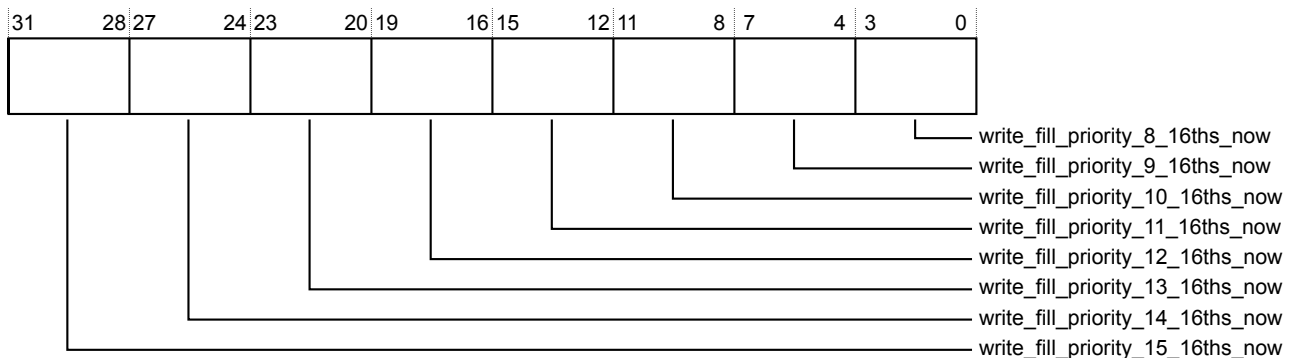 31 28 27 24 23 20 19 16 15 12 11 8 7 4 3 0
write_fill_priority_8_16ths_now
write_fill_priority_9_16ths_now
write_fill_priority_10_16ths_now
write_fill_priority_11_16ths_now
write_fill_priority_12_16ths_now
write_fill_priority_13_16ths_now
write_fill_priority_14_16ths_now
write_fill_priority_15_16ths_now